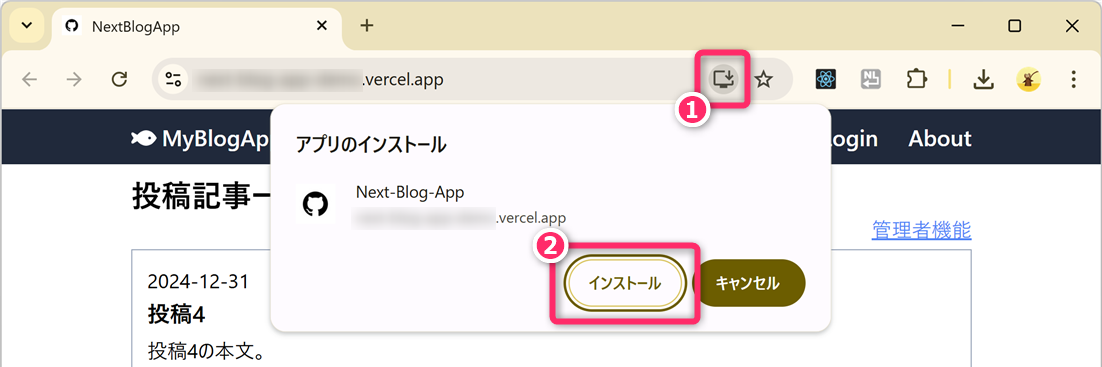 NextBlogApp
.vercel.app
1
MyBlogAp
ogin About
アプリのインストール
Next-Blog-App
.vercel.app
投稿記事一
管理者機能
2
インストール キャンセル
2024-12-31
投稿4
投稿4の本文。